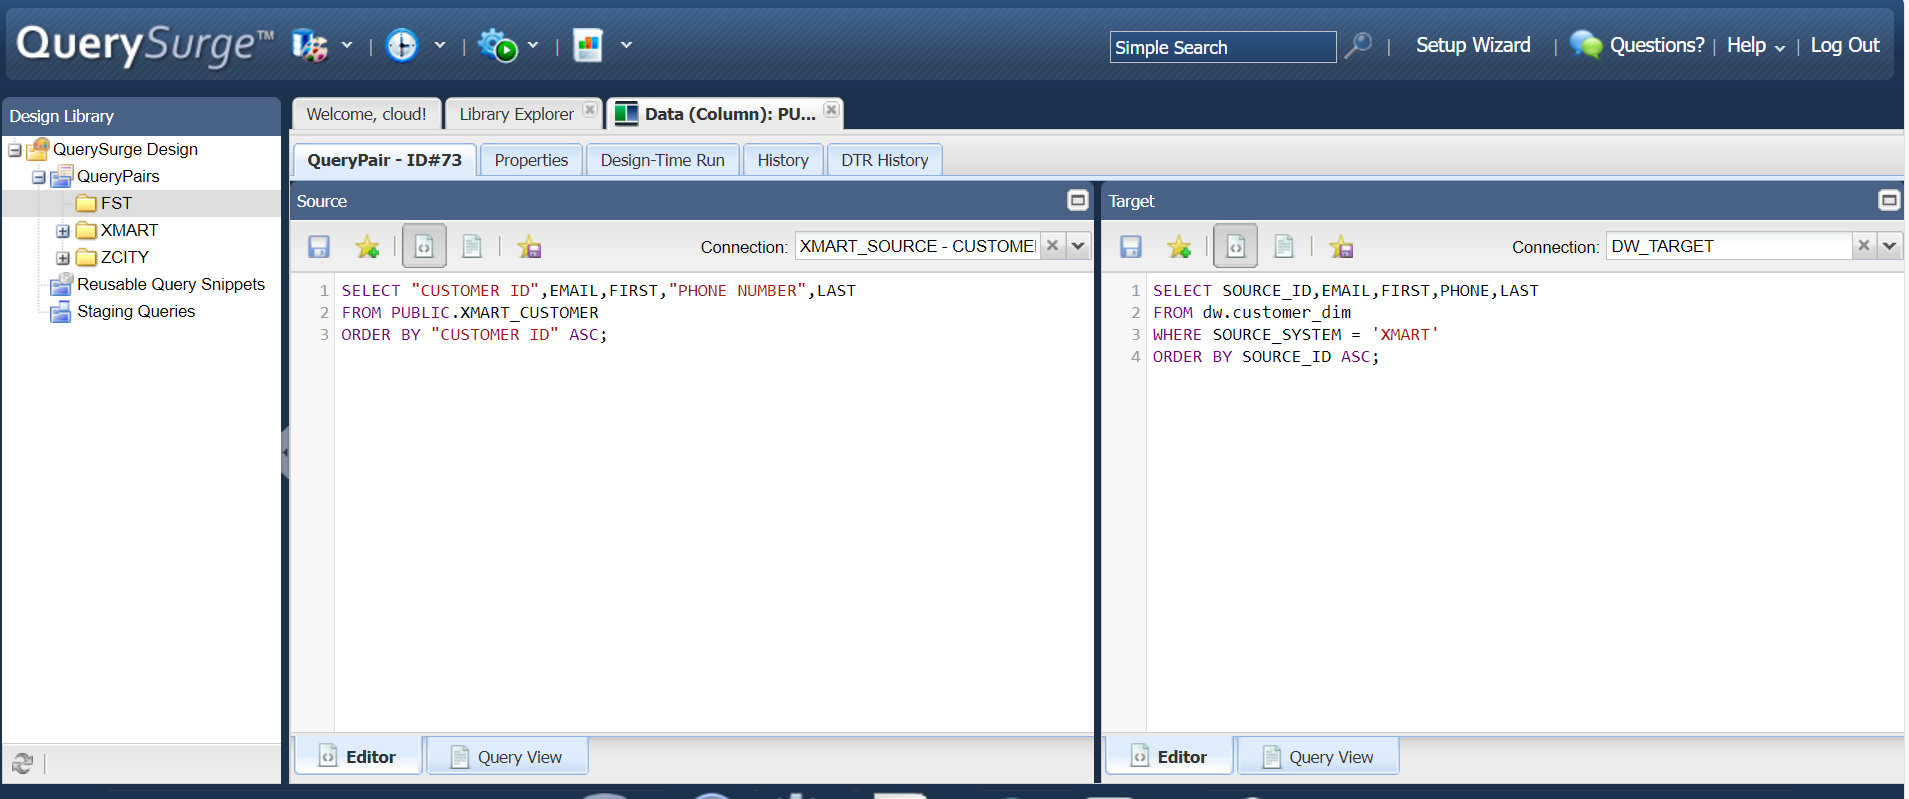 QuerySurge™
Simple Search
Setup Wizard
Questions?
Help
Log Out
Design Library
QuerySurge Design
QueryPairs
FST
XMART
ZCITY
Reusable Query Snippets
Staging Queries
Welcome, cloud!
Library Explorer
Data (Column): PU...
QueryPair - ID#73
Properties
Design-Time Run
History
DTR History
Source
Connection: XMART_SOURCE - CUSTOME
1 SELECT "CUSTOMER ID",EMAIL,FIRST,"PHONE NUMBER",LAST
2 FROM PUBLIC.XMART_CUSTOMER
3 ORDER BY "CUSTOMER ID" ASC;
Editor
Query View
Target
Connection: DW_TARGET
1 SELECT SOURCE_ID,EMAIL,FIRST,PHONE,LAST
2 FROM dw.customer_dim
3 WHERE SOURCE_SYSTEM = 'XMART'
4 ORDER BY SOURCE_ID ASC;
Editor
Query View